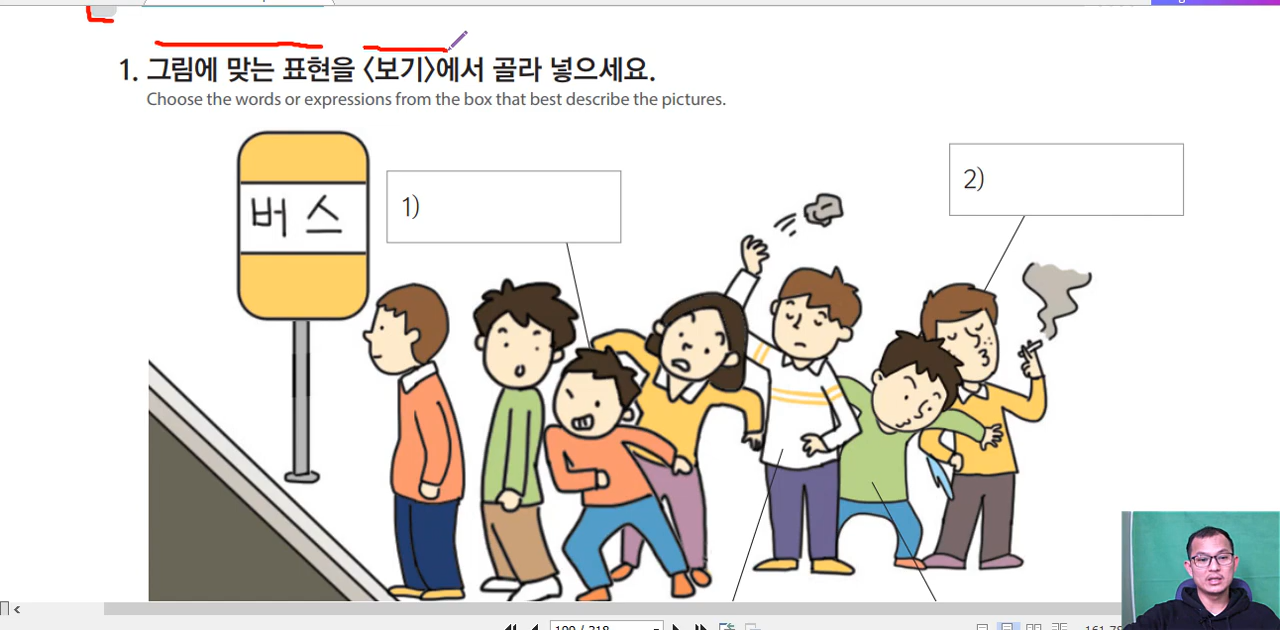 1. 그림에 맞는 표현을 〈보기〉에서 골라 넣으세요.
Choose the words or expressions from the box that best describe the pictures.
버스
1)
2)